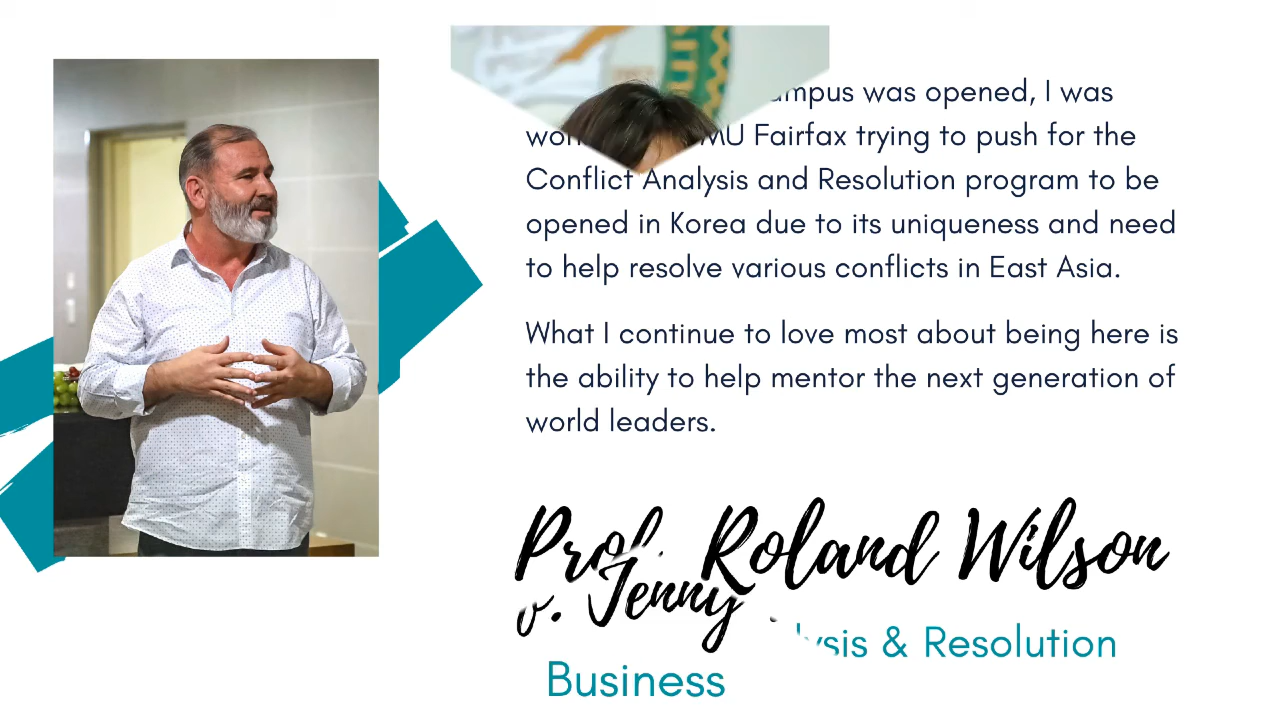 campus was opened, I was
GMU Fairfax trying to push for the
Conflict Analysis and Resolution program to be
opened in Korea due to its uniqueness and need
to help resolve various conflicts in East Asia.
What I continue to love most about being here is
the ability to help mentor the next generation of
world leaders.
Prof. Roland Wilson
Jenny
& Resolution
Business